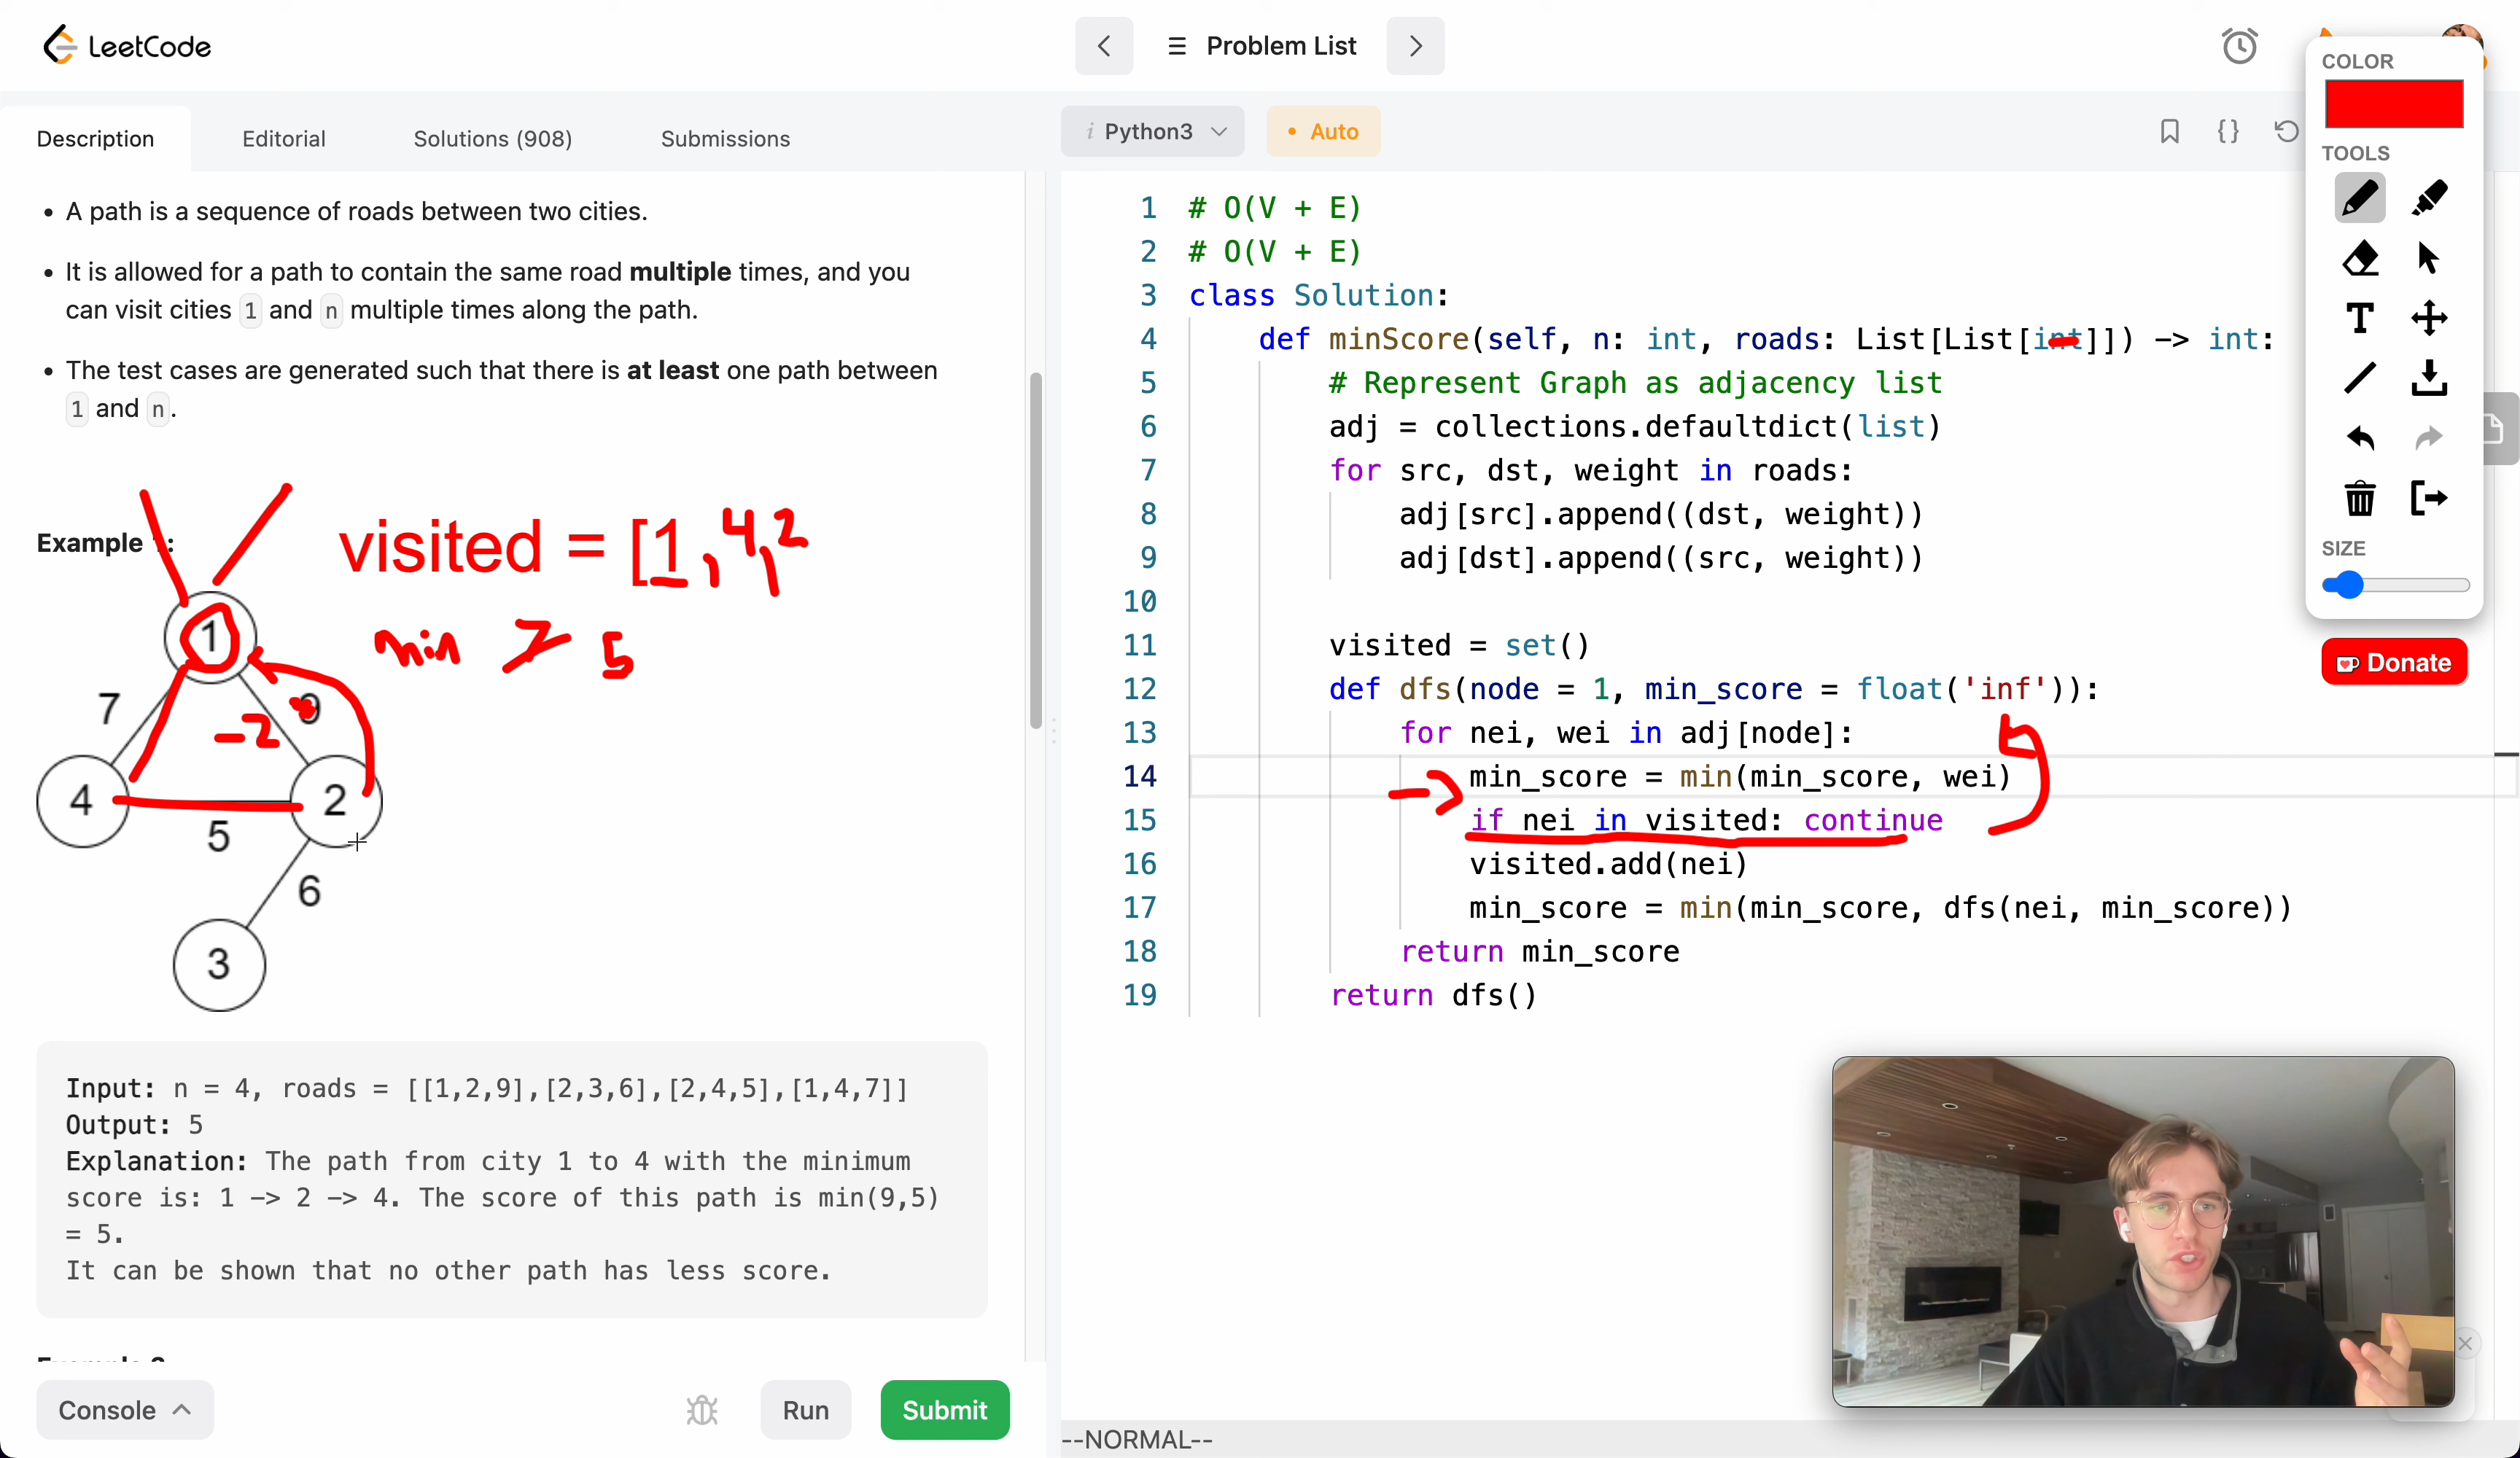 LeetCode
Problem List
Description
Editorial
Solutions (908)
Submissions
• A path is a sequence of roads between two cities.
• It is allowed for a path to contain the same road multiple times, and you
can visit cities 1 and n multiple times along the path.
• The test cases are generated such that there is at least one path between
1 and n.
Example
visited = [1,4,2
min 7 5
1
7
9
-2
4
2
5
6
3
Input: n = 4, roads = [[1,2,9],[2,3,6],[2,4,5],[1,4,7]]
Output: 5
Explanation: The path from city 1 to 4 with the minimum
score is: 1 -> 2 -> 4. The score of this path is min(9,5)
= 5.
It can be shown that no other path has less score.
Console
Run
Submit
i Python3
• Auto
{}
1 # O(V + E)
2 # O(V + E)
3 class Solution:
4 def minScore(self, n: int, roads: List[List[int]]) -> int:
5 # Represent Graph as adjacency list
6 adj = collections.defaultdict(list)
7 for src, dst, weight in roads:
8 adj[src].append((dst, weight))
9 adj[dst].append((src, weight))
10
11 visited = set()
12 def dfs(node = 1, min_score = float('inf')):
13 for nei, wei in adj[node]:
14 min_score = min(min_score, wei)
15 if nei in visited: continue
16 visited.add(nei)
17 min_score = min(min_score, dfs(nei, min_score))
18 return min_score
19 return dfs()
--NORMAL--
COLOR
TOOLS
T
SIZE
Donate